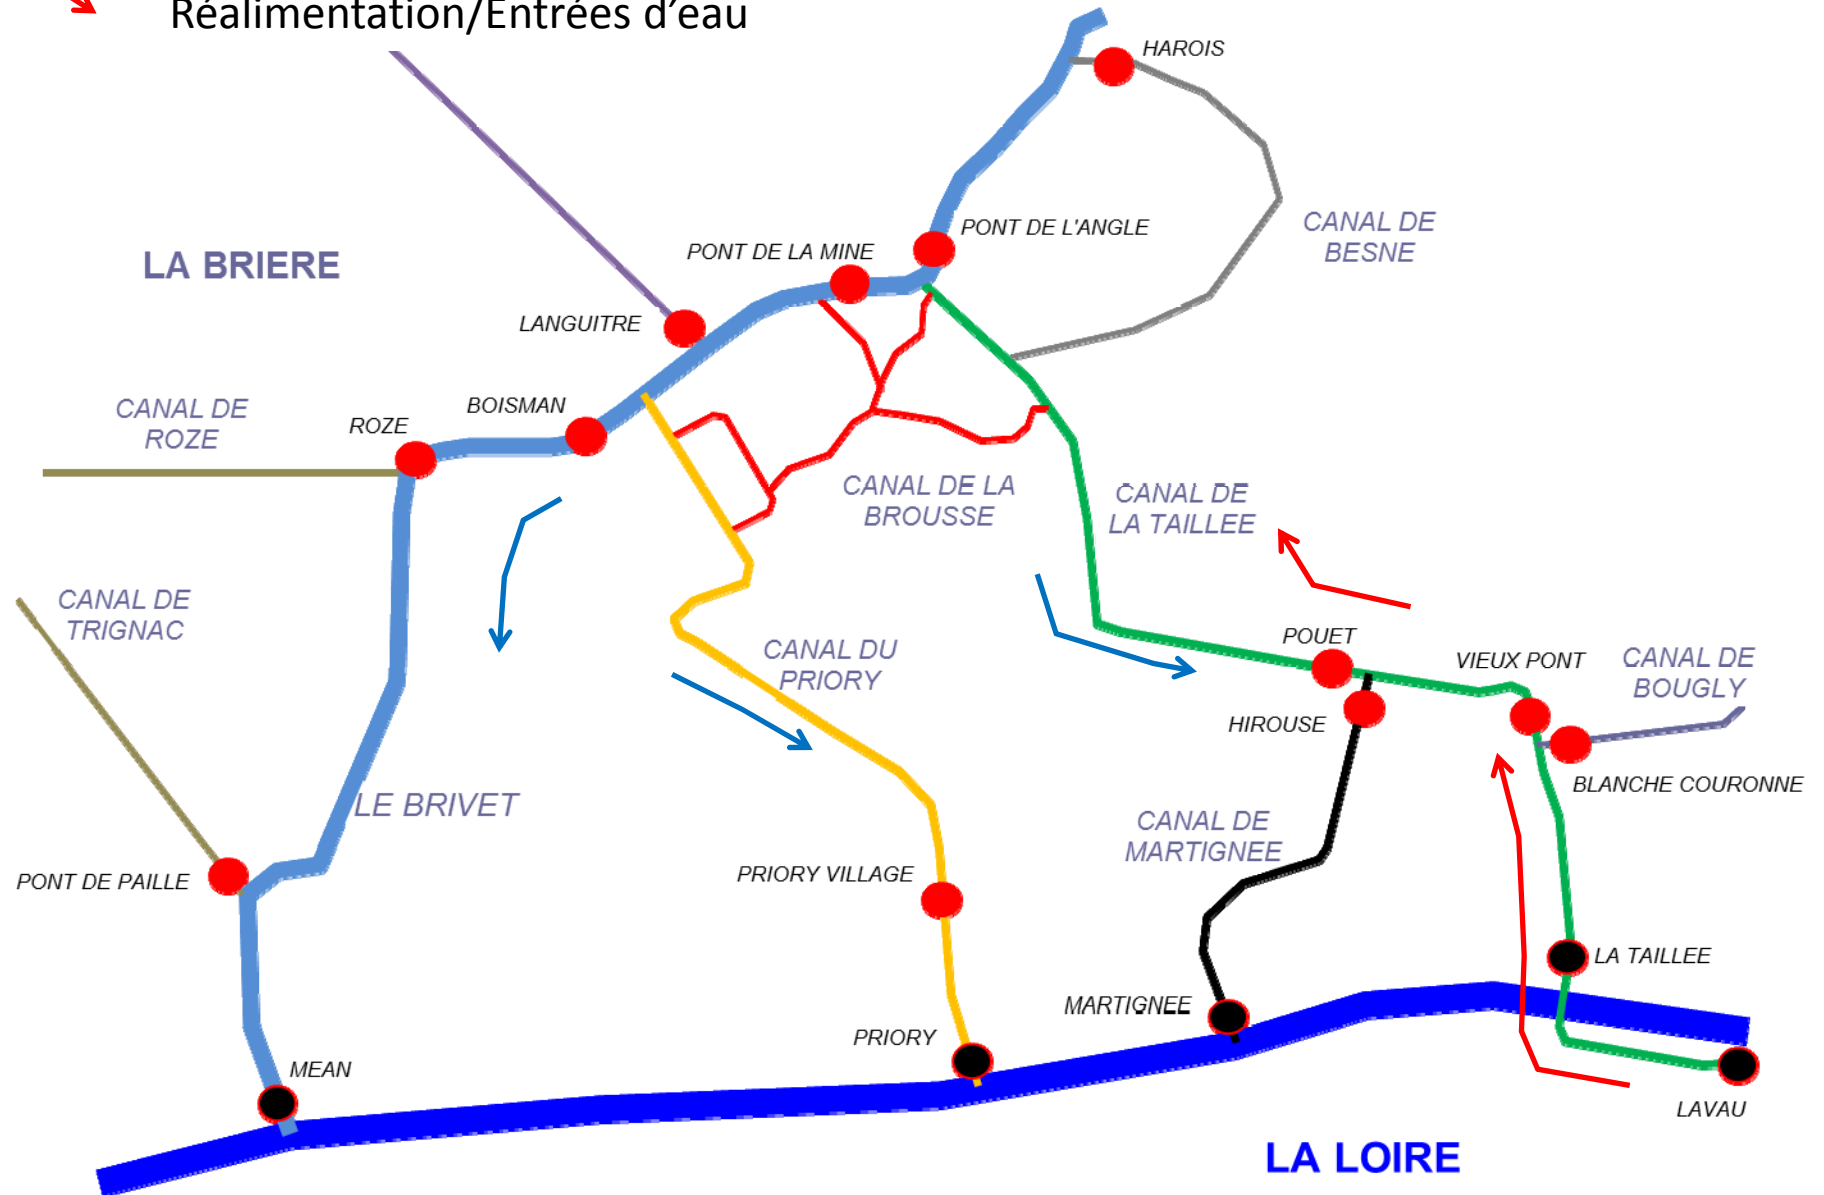 Réalimentation/Entrées d’eau
HAROIS
PONT DE L'ANGLE
CANAL DE
BESNE
PONT DE LA MINE
LA BRIERE
LANGUITRE
CANAL DE
ROZE
BOISMAN
ROZE
CANAL DE LA
BROUSSE
CANAL DE
LA TAILLEE
CANAL DE
TRIGNAC
CANAL DU
PRIORY
POUET
VIEUX PONT
CANAL DE
BOUGLY
HIROUSE
BLANCHE COURONNE
LE BRIVET
CANAL DE
MARTIGNEE
PONT DE PAILLE
PRIORY VILLAGE
LA TAILLEE
MARTIGNEE
PRIORY
MEAN
LAVAU
LA LOIRE